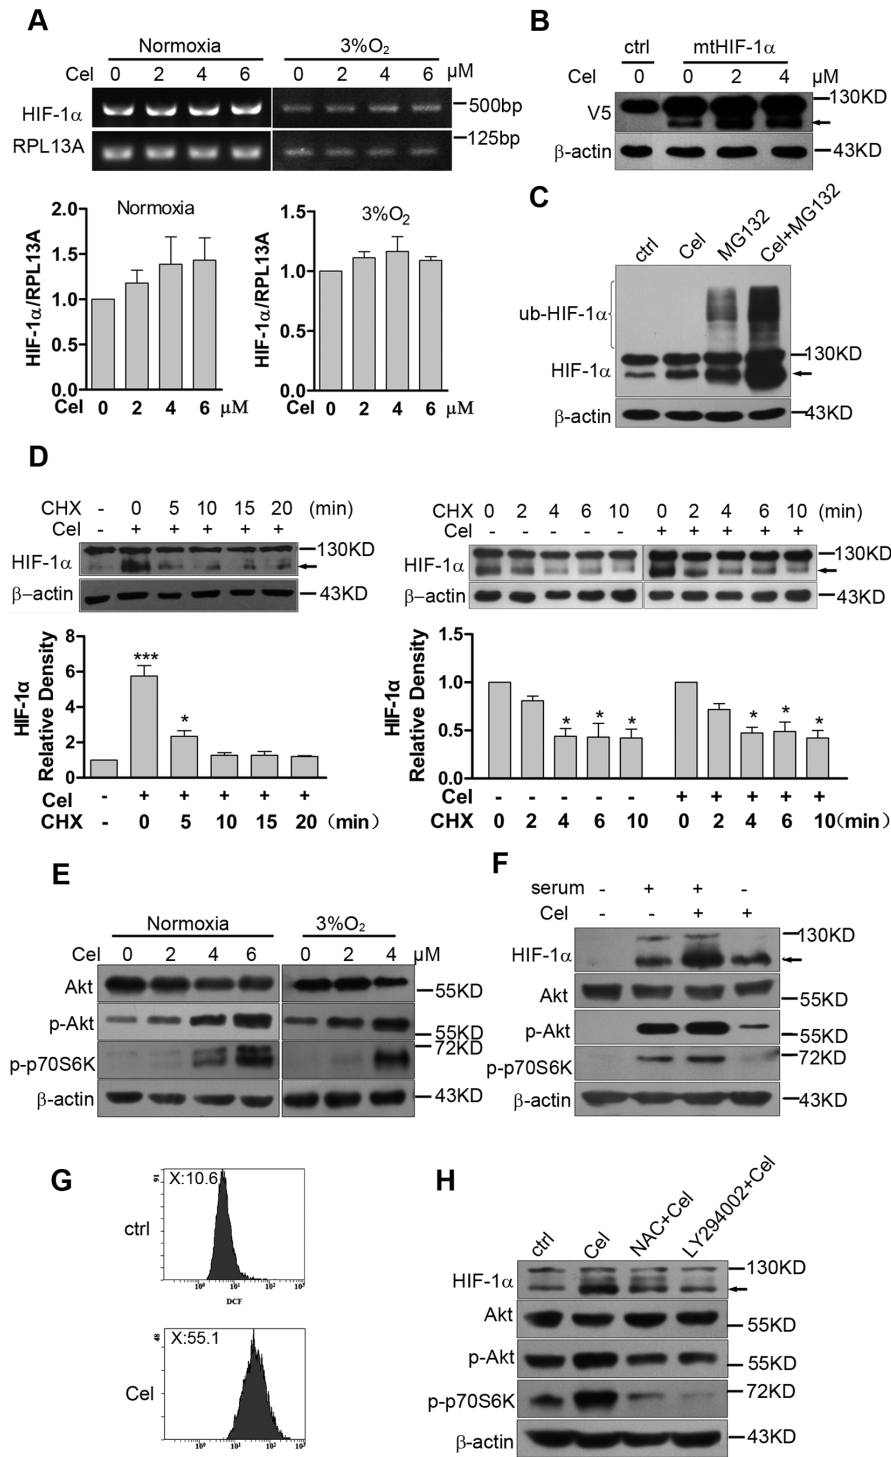 A
Normoxia 3%O2
Cel 0 2 4 6 0 2 4 6 μM
HIF-1α 500bp
RPL13A 125bp
Normoxia
HIF-1α/RPL13A
2.0
1.5
1.0
0.5
0.0
Cel 0 2 4 6 μM
3%O2
HIF-1α/RPL13A
1.5
1.0
0.5
0.0
Cel 0 2 4 6 μM
B
ctrl mtHIF-1α
Cel 0 0 2 4 μM
V5 130KD
β-actin 43KD
C
ctrl Cel MG132 Cel+MG132
ub-HIF-1α
130KD
HIF-1α
β-actin 43KD
D
CHX - 0 5 10 15 20 (min)
Cel - + + + + +
HIF-1α 130KD
β-actin 43KD
HIF-1α
Relative Density
8
6
4
2
0
*** *
Cel - + + + + +
CHX - 0 5 10 15 20 (min)
CHX 0 2 4 6 10 0 2 4 6 10 (min)
Cel - - - - - + + + + +
HIF-1α 130KD
β-actin 43KD
HIF-1α
Relative Density
1.5
1.0
0.5
0.0
* * * * * *
Cel - - - - - + + + + +
CHX 0 2 4 6 10 0 2 4 6 10(min)
E
Normoxia 3%O2
Cel 0 2 4 6 0 2 4 μM
Akt 55KD
p-Akt 55KD
p-p70S6K 72KD
β-actin 43KD
F
serum - + + -
Cel - - + +
HIF-1α 130KD
Akt 55KD
p-Akt 55KD
p-p70S6K 72KD
β-actin 43KD
G
ctrl
91
X:10.6
100 101 102 103
DCF
Cel
48
X:55.1
100 101 102 103
H
ctrl Cel NAC+Cel LY294002+Cel
HIF-1α 130KD
Akt 55KD
p-Akt 55KD
p-p70S6K 72KD
β-actin 43KD